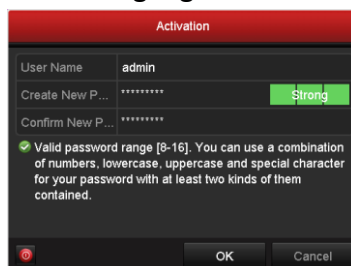 Activation
User Name admin
Create New P... ********* Strong
Confirm New P... *********
Valid password range [8-16]. You can use a combination
of numbers, lowercase, uppercase and special character
for your password with at least two kinds of them
contained.
OK Cancel